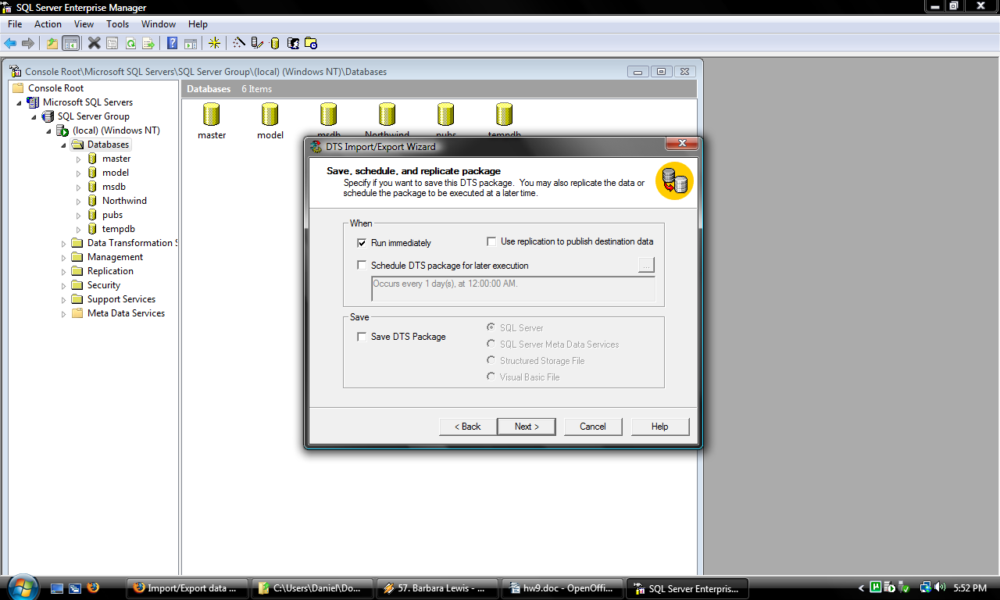 SQL Server Enterprise Manager
File Action View Tools Window Help
Console Root\Microsoft SQL Servers\SQL Server Group\(local) (Windows NT)\Databases
Console Root
Microsoft SQL Servers
SQL Server Group
(local) (Windows NT)
Databases
master
model
msdb
Northwind
pubs
tempdb
Data Transformation S
Management
Replication
Security
Support Services
Meta Data Services
Databases 6 Items
master model msdb Northwind pubs tempdb
DTS Import/Export Wizard
Save, schedule, and replicate package
Specify if you want to save this DTS package. You may also replicate the data or
schedule the package to be executed at a later time.
When
Run immediately Use replication to publish destination data
Schedule DTS package for later execution ...
Occurs every 1 day(s), at 12:00:00 AM.
Save
Save DTS Package
SQL Server
SQL Server Meta Data Services
Structured Storage File
Visual Basic File
< Back Next > Cancel Help
Import/Export data ... C:\Users\Daniel\Do... 57. Barbara Lewis - ... hw9.doc - OpenOffi... SQL Server Enterpris... < µ 5:52 PM